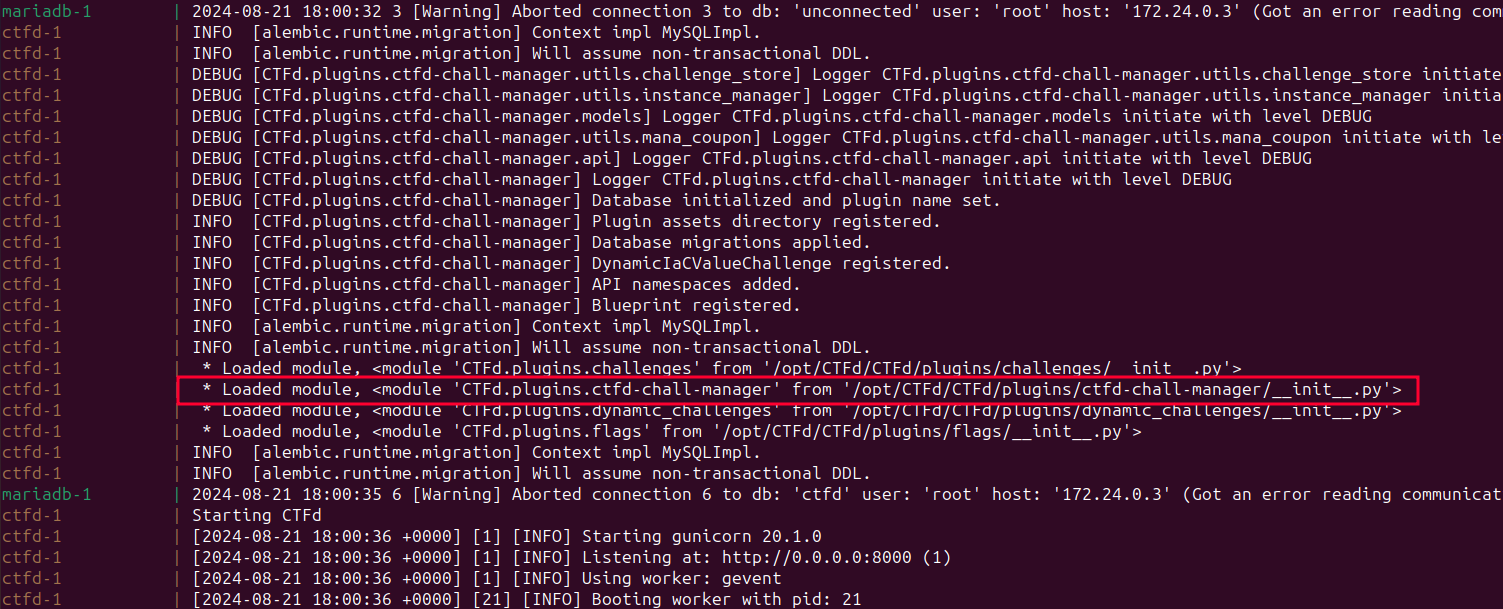 mariadb-1 | 2024-08-21 18:00:32 3 [Warning] Aborted connection 3 to db: 'unconnected' user: 'root' host: '172.24.0.3' (Got an error reading com
ctfd-1 | INFO [alembic.runtime.migration] Context impl MySQLImpl.
ctfd-1 | INFO [alembic.runtime.migration] Will assume non-transactional DDL.
ctfd-1 | DEBUG [CTFd.plugins.ctfd-chall-manager.utils.challenge_store] Logger CTFd.plugins.ctfd-chall-manager.utils.challenge_store initiate
ctfd-1 | DEBUG [CTFd.plugins.ctfd-chall-manager.utils.instance_manager] Logger CTFd.plugins.ctfd-chall-manager.utils.instance_manager initia
ctfd-1 | DEBUG [CTFd.plugins.ctfd-chall-manager.models] Logger CTFd.plugins.ctfd-chall-manager.models initiate with level DEBUG
ctfd-1 | DEBUG [CTFd.plugins.ctfd-chall-manager.utils.mana_coupon] Logger CTFd.plugins.ctfd-chall-manager.utils.mana_coupon initiate with le
ctfd-1 | DEBUG [CTFd.plugins.ctfd-chall-manager.api] Logger CTFd.plugins.ctfd-chall-manager.api initiate with level DEBUG
ctfd-1 | DEBUG [CTFd.plugins.ctfd-chall-manager] Logger CTFd.plugins.ctfd-chall-manager initiate with level DEBUG
ctfd-1 | DEBUG [CTFd.plugins.ctfd-chall-manager] Database initialized and plugin name set.
ctfd-1 | INFO [CTFd.plugins.ctfd-chall-manager] Plugin assets directory registered.
ctfd-1 | INFO [CTFd.plugins.ctfd-chall-manager] Database migrations applied.
ctfd-1 | INFO [CTFd.plugins.ctfd-chall-manager] DynamicIaCValueChallenge registered.
ctfd-1 | INFO [CTFd.plugins.ctfd-chall-manager] API namespaces added.
ctfd-1 | INFO [CTFd.plugins.ctfd-chall-manager] Blueprint registered.
ctfd-1 | INFO [alembic.runtime.migration] Context impl MySQLImpl.
ctfd-1 | INFO [alembic.runtime.migration] Will assume non-transactional DDL.
ctfd-1 | * Loaded module, <module 'CTFd.plugins.challenges' from '/opt/CTFd/CTFd/plugins/challenges/__init__.py'>
ctfd-1 | * Loaded module, <module 'CTFd.plugins.ctfd-chall-manager' from '/opt/CTFd/CTFd/plugins/ctfd-chall-manager/__init__.py'>
ctfd-1 | * Loaded module, <module 'CTFd.plugins.dynamic_challenges' from '/opt/CTFd/CTFd/plugins/dynamic_challenges/__init__.py'>
ctfd-1 | * Loaded module, <module 'CTFd.plugins.flags' from '/opt/CTFd/CTFd/plugins/flags/__init__.py'>
ctfd-1 | INFO [alembic.runtime.migration] Context impl MySQLImpl.
ctfd-1 | INFO [alembic.runtime.migration] Will assume non-transactional DDL.
mariadb-1 | 2024-08-21 18:00:35 6 [Warning] Aborted connection 6 to db: 'ctfd' user: 'root' host: '172.24.0.3' (Got an error reading communicat
ctfd-1 | Starting CTFd
ctfd-1 | [2024-08-21 18:00:36 +0000] [1] [INFO] Starting gunicorn 20.1.0
ctfd-1 | [2024-08-21 18:00:36 +0000] [1] [INFO] Listening at: http://0.0.0.0:8000 (1)
ctfd-1 | [2024-08-21 18:00:36 +0000] [1] [INFO] Using worker: gevent
ctfd-1 | [2024-08-21 18:00:36 +0000] [21] [INFO] Booting worker with pid: 21